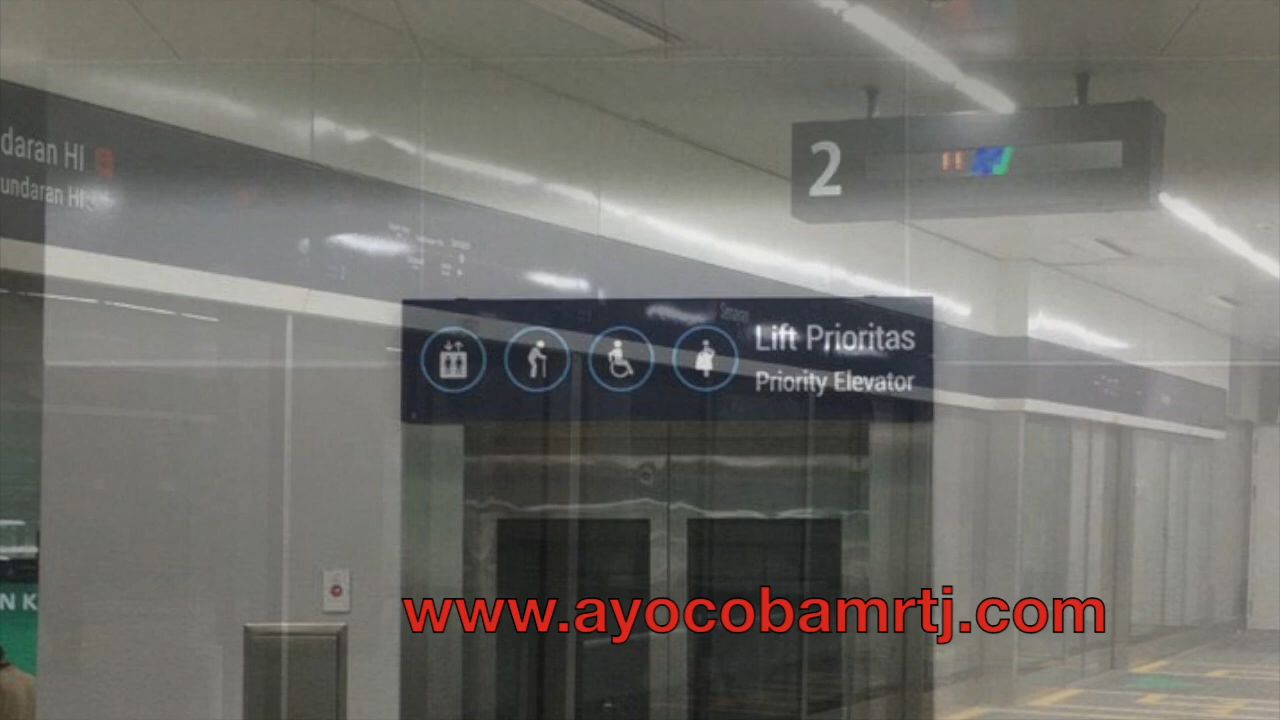 daran HI
undaran HI
2
Lift Prioritas
Priority Elevator
N K
www.ayocobamrtj.com